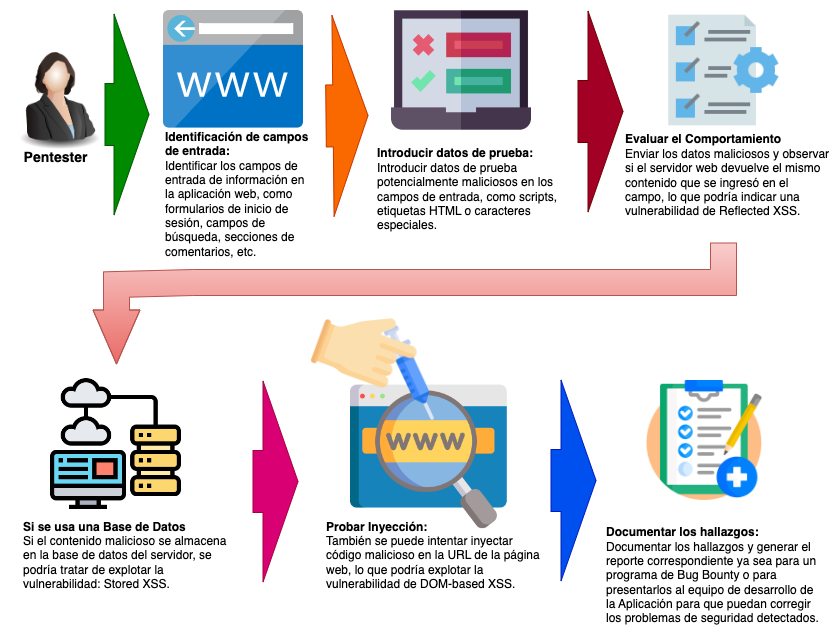 Pentester
WWW
Identificación de campos
de entrada:
Identificar los campos de
entrada de información en
la aplicación web, como
formularios de inicio de
sesión, campos de
búsqueda, secciones de
comentarios, etc.
Introducir datos de prueba:
Introducir datos de prueba
potencialmente maliciosos en los
campos de entrada, como scripts,
etiquetas HTML o caracteres
especiales.
Evaluar el Comportamiento
Enviar los datos maliciosos y observar
si el servidor web devuelve el mismo
contenido que se ingresó en el
campo, lo que podría indicar una
vulnerabilidad de Reflected XSS.
Si se usa una Base de Datos
Si el contenido malicioso se almacena
en la base de datos del servidor, se
podría tratar de explotar la
vulnerabilidad: Stored XSS.
WWW
Probar Inyección:
También se puede intentar inyectar
código malicioso en la URL de la página
web, lo que podría explotar la
vulnerabilidad de DOM-based XSS.
Documentar los hallazgos:
Documentar los hallazgos y generar el
reporte correspondiente ya sea para un
programa de Bug Bounty o para
presentarlos al equipo de desarrollo de
la Aplicación para que puedan corregir
los problemas de seguridad detectados.